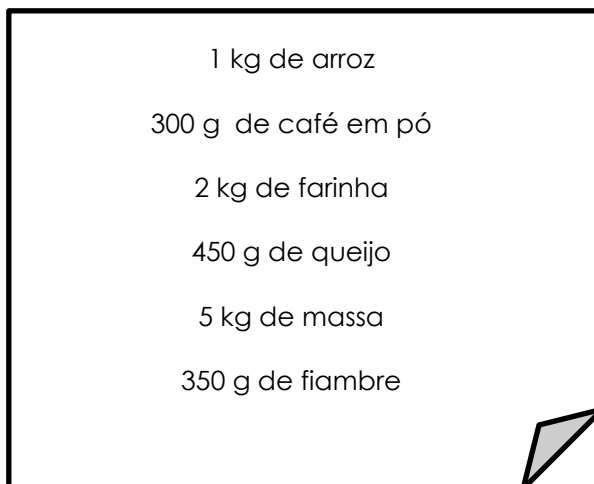 1 kg de arroz
300 g de café em pó
2 kg de farinha
450 g de queijo
5 kg de massa
350 g de fiambre